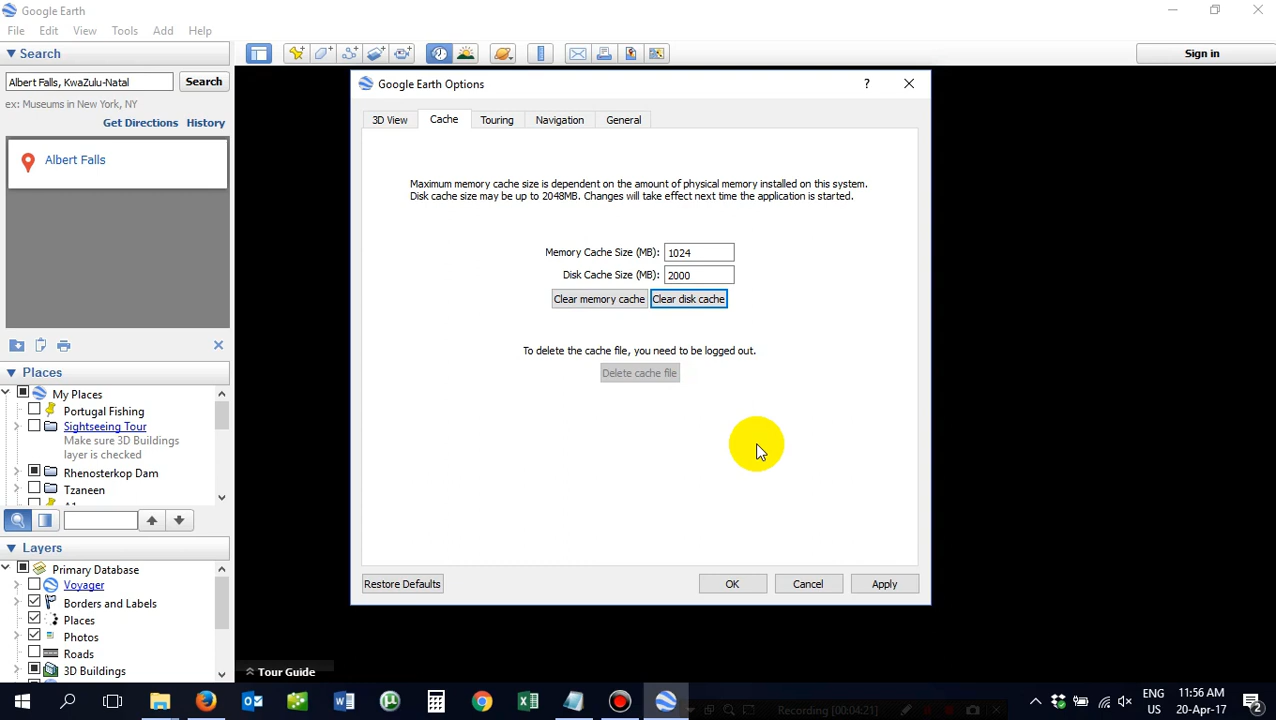 Google Earth
File Edit View Tools Add Help
Search
Sign in
Albert Falls, KwaZulu-Natal Search
ex: Museums in New York, NY
Get Directions History
Albert Falls
Places
My Places
Portugal Fishing
Sightseeing Tour
Make sure 3D Buildings
layer is checked
Rhenosterkop Dam
Tzaneen
Layers
Primary Database
Voyager
Borders and Labels
Places
Photos
Roads
3D Buildings
Google Earth Options
?
3D View Cache Touring Navigation General
Maximum memory cache size is dependent on the amount of physical memory installed on this system.
Disk cache size may be up to 2048MB. Changes will take effect next time the application is started.
Memory Cache Size (MB): 1024
Disk Cache Size (MB): 2000
Clear memory cache Clear disk cache
To delete the cache file, you need to be logged out.
Delete cache file
Restore Defaults OK Cancel Apply
Tour Guide
Recording [00:04:21]
ENG
US
11:56 AM
20-Apr-17
2